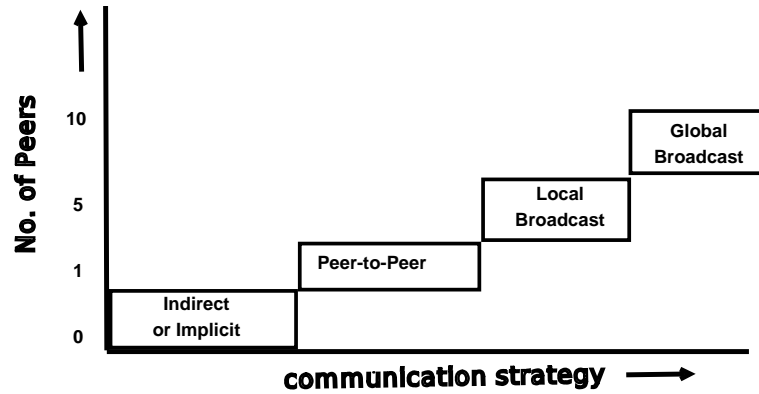 No. of Peers
10
5
1
0
Global
Broadcast
Local
Broadcast
Peer-to-Peer
Indirect
or Implicit
communication strategy